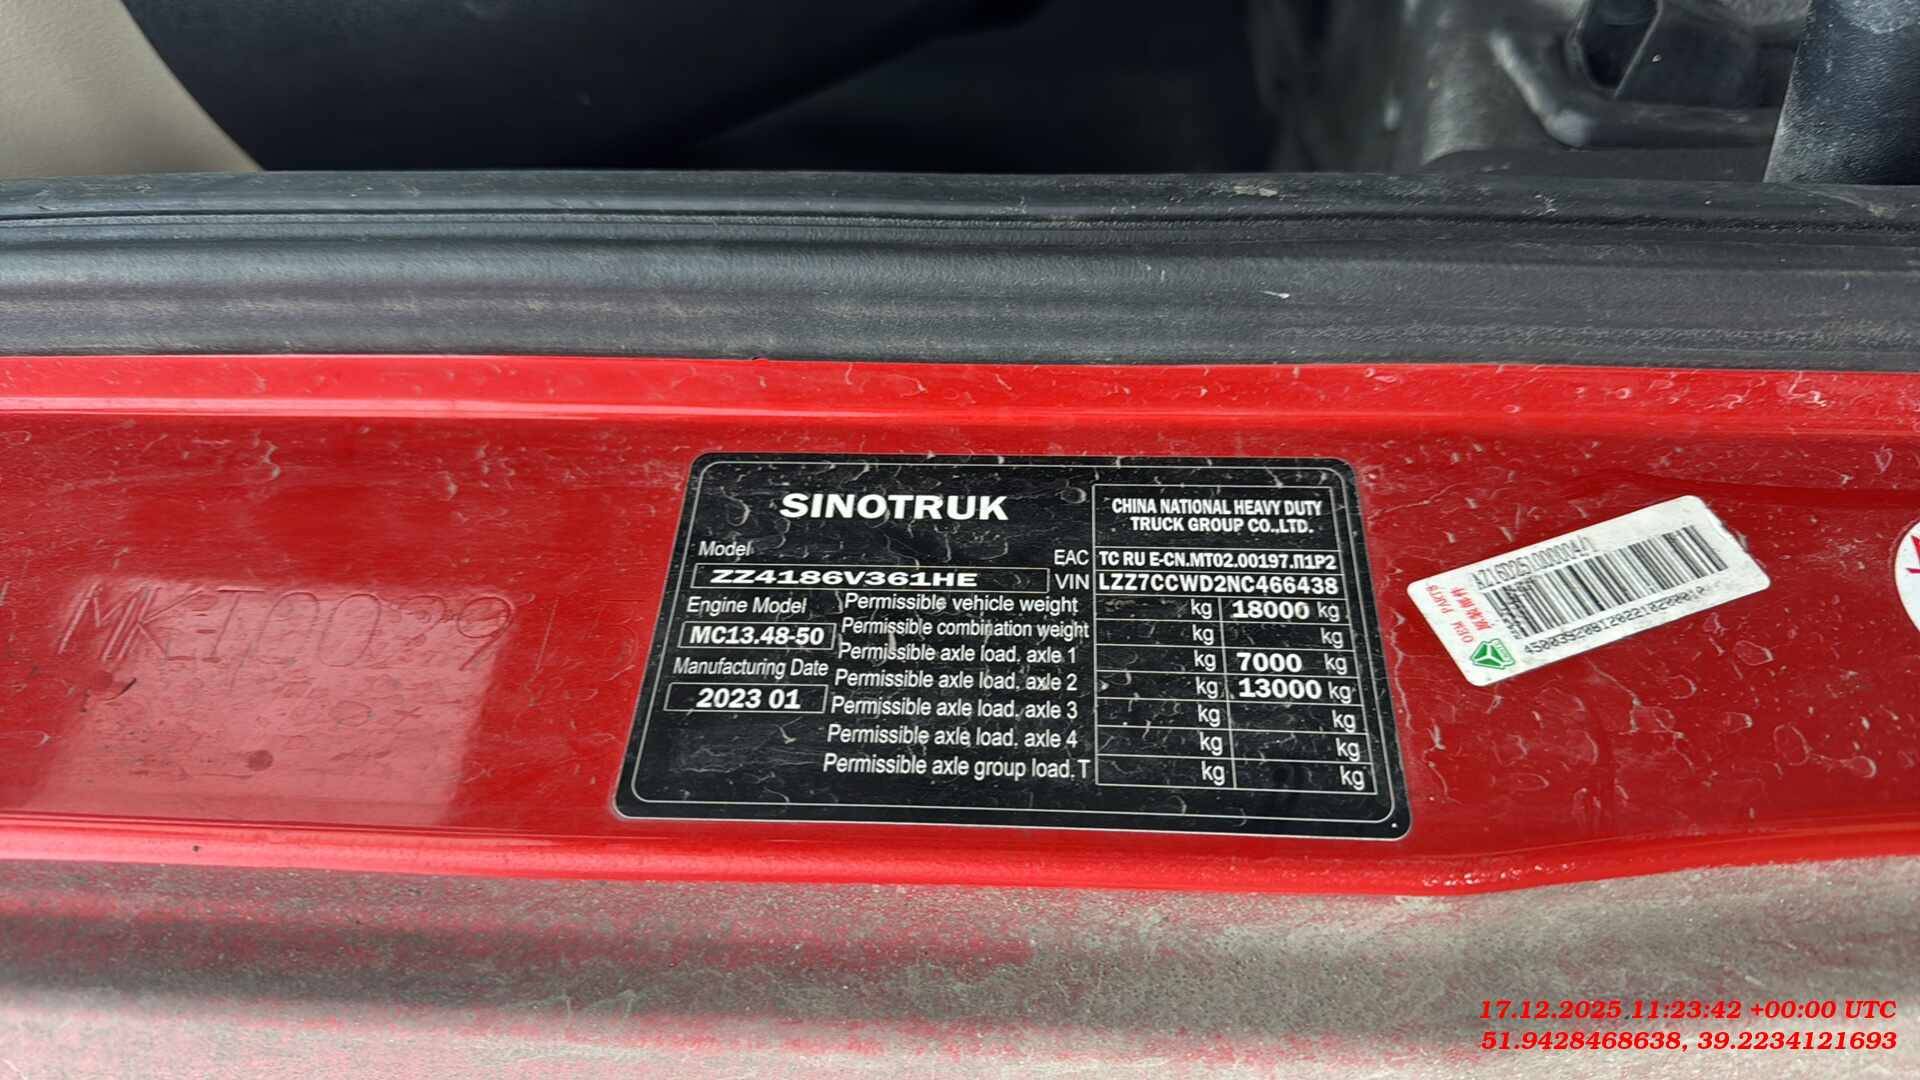 SINOTRUK
CHINA NATIONAL HEAVY DUTY
TRUCK GROUP CO.,LTD.
Model
EAC TC RU E-CN.MT02.00197.П1Р2
ZZ4186V361HE
VIN LZZ7CCWD2NC466438
Engine Model
MC13.48-50
Manufacturing Date
2023 01
Permissible vehicle weight kg 18000 kg
Permissible combination weight kg kg
Permissible axle load. axle 1 kg 7000 kg
Permissible axle load. axle 2 kg 13000 kg
Permissible axle load. axle 3 kg kg
Permissible axle load. axle 4 kg kg
Permissible axle group load.T kg kg
OEM PARTS
17.12.2025 11:23:42 +00:00 UTC
51.9428468638, 39.2234121693